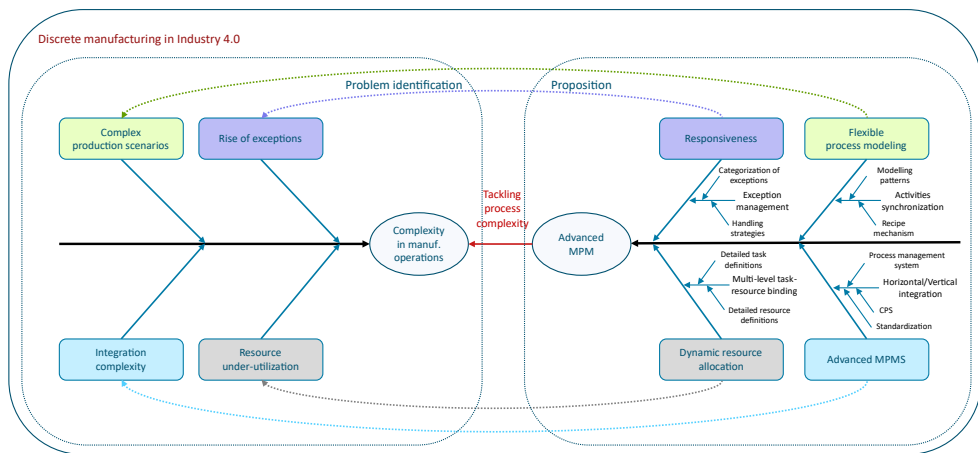 Discrete manufacturing in Industry 4.0
Problem identification
Proposition
Complex
production scenarios
Rise of exceptions
Responsiveness
Flexible
process modeling
Categorization of
exceptions
Exception
management
Handling
strategies
Modelling
patterns
Activities
synchronization
Recipe
mechanism
Tackling
process
complexity
Complexity
in manuf.
operations
Advanced
MPM
Detailed task
definitions
Multi-level task-
resource binding
Detailed resource
definitions
Process management
system
Horizontal/Vertical
integration
CPS
Standardization
Integration
complexity
Resource
under-utilization
Dynamic resource
allocation
Advanced MPMS